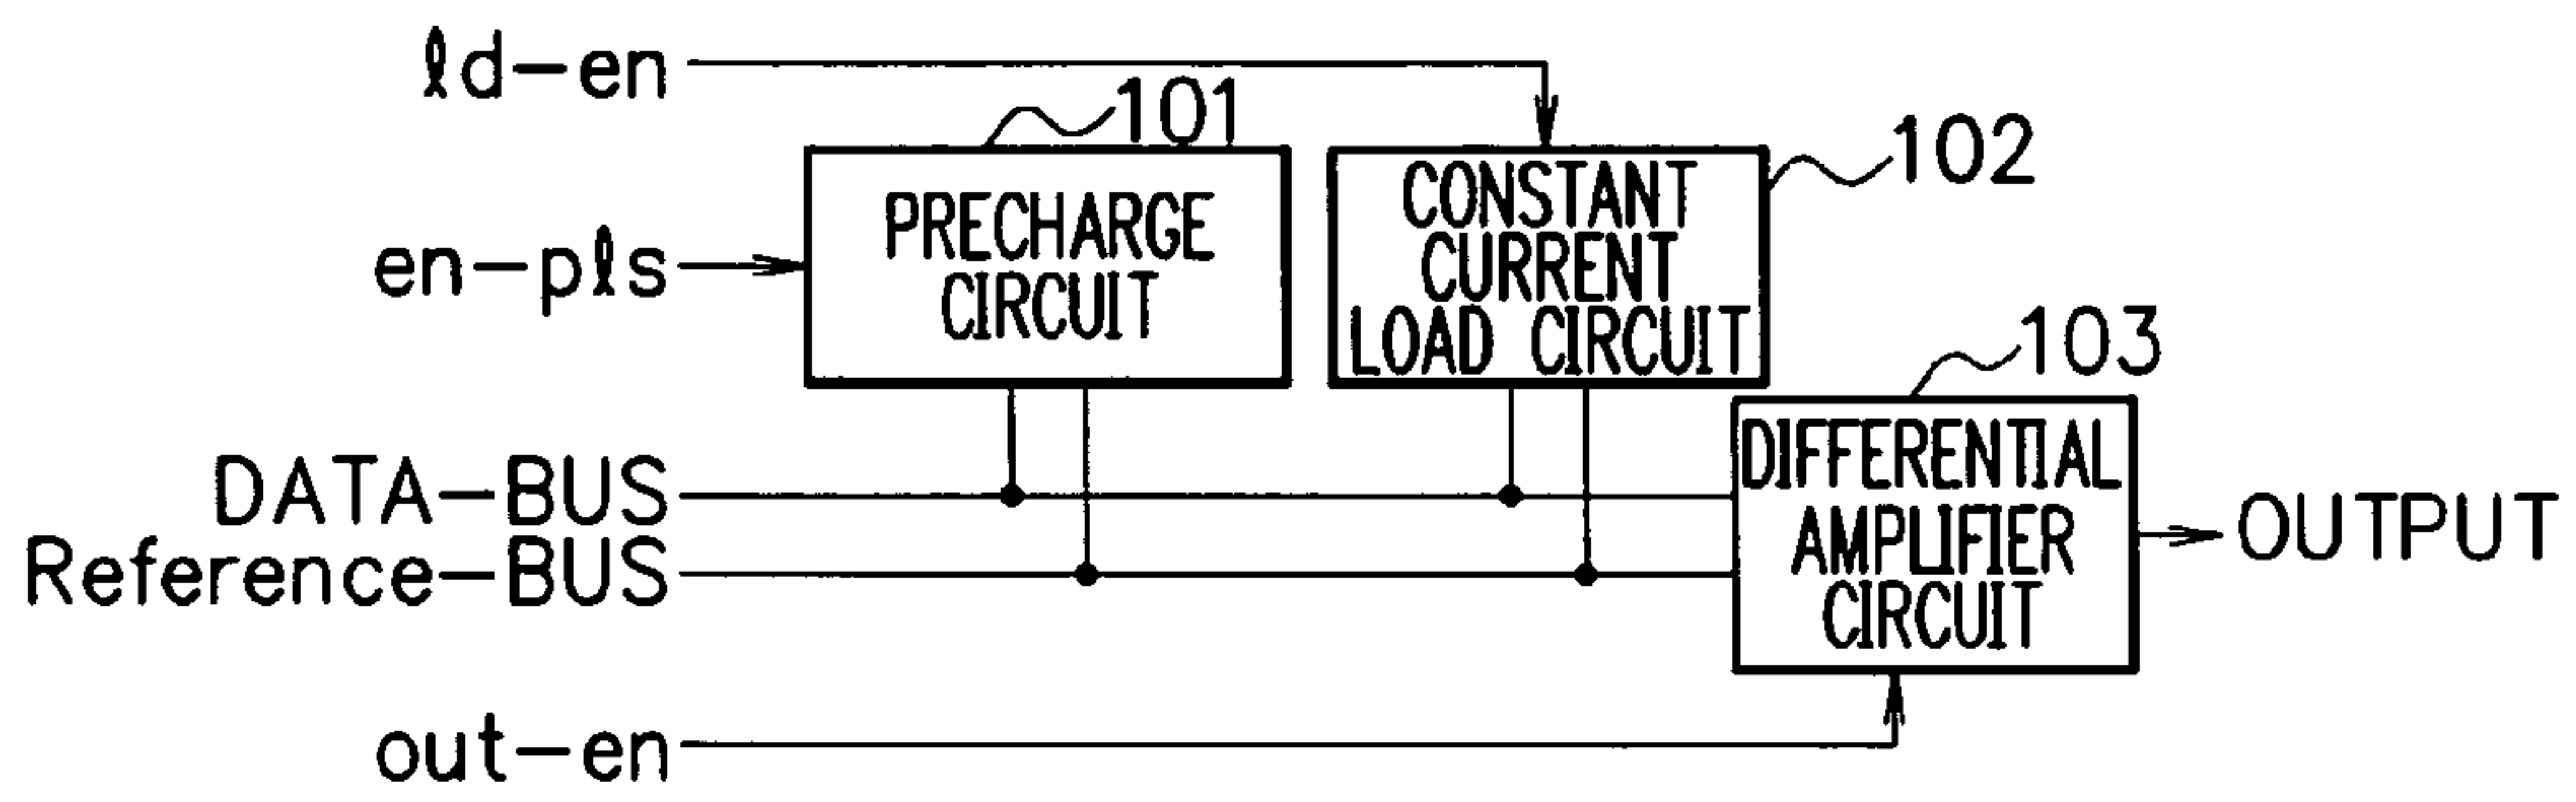 ld-en
101
102
en-pls
PRECHARGE
CIRCUIT
CONSTANT
CURRENT
LOAD CIRCUIT
103
DATA-BUS
Reference-BUS
DIFFERENTIAL
AMPLIFIER
CIRCUIT
OUTPUT
out-en